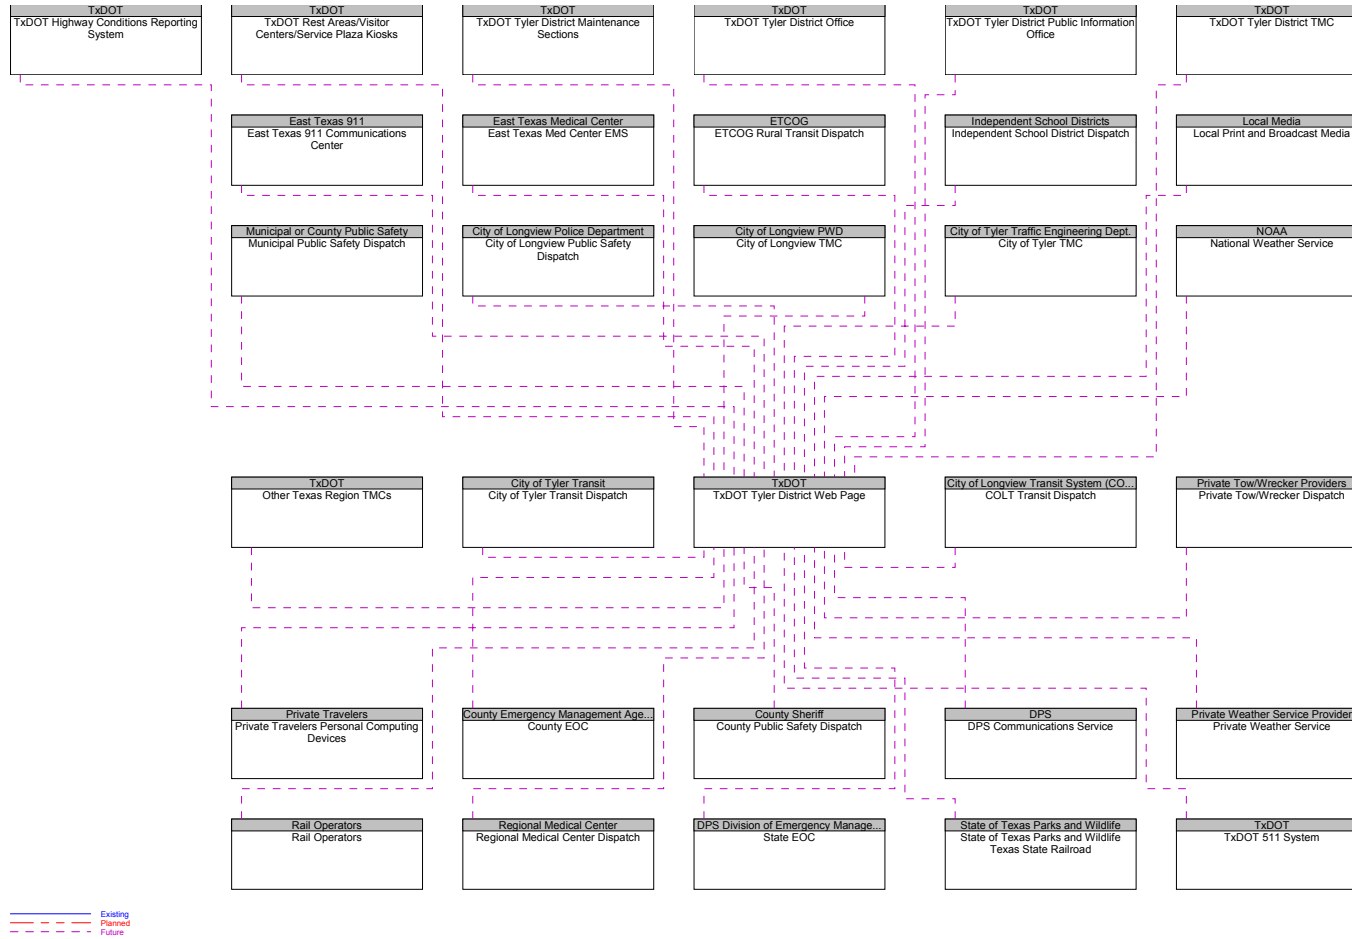 TxDOT
TxDOT Highway Conditions Reporting
System
TxDOT
TxDOT Rest Areas/Visitor
Centers/Service Plaza Kiosks
TxDOT
TxDOT Tyler District Maintenance
Sections
TxDOT
TxDOT Tyler District Office
TxDOT
TxDOT Tyler District Public Information
Office
TxDOT
TxDOT Tyler District TMC
East Texas 911
East Texas 911 Communications
Center
East Texas Medical Center
East Texas Med Center EMS
ETCOG
ETCOG Rural Transit Dispatch
Independent School Districts
Independent School District Dispatch
Local Media
Local Print and Broadcast Media
Municipal or County Public Safety
Municipal Public Safety Dispatch
City of Longview Police Department
City of Longview Public Safety
Dispatch
City of Longview PWD
City of Longview TMC
City of Tyler Traffic Engineering Dept.
City of Tyler TMC
NOAA
National Weather Service
TxDOT
Other Texas Region TMCs
City of Tyler Transit
City of Tyler Transit Dispatch
TxDOT
TxDOT Tyler District Web Page
City of Longview Transit System (CO...
COLT Transit Dispatch
Private Tow/Wrecker Providers
Private Tow/Wrecker Dispatch
Private Travelers
Private Travelers Personal Computing
Devices
County Emergency Management Age...
County EOC
County Sheriff
County Public Safety Dispatch
DPS
DPS Communications Service
Private Weather Service Provider
Private Weather Service
Rail Operators
Rail Operators
Regional Medical Center
Regional Medical Center Dispatch
DPS Division of Emergency Manage...
State EOC
State of Texas Parks and Wildlife
State of Texas Parks and Wildlife
Texas State Railroad
TxDOT
TxDOT 511 System
Existing
Planned
Future